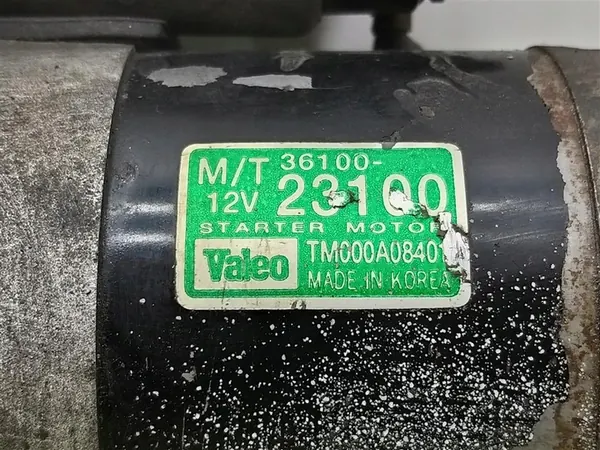 M/T 36100-
12V 23100
STARTER MOTOR
Valeo TM000A08401
MADE IN KOREA